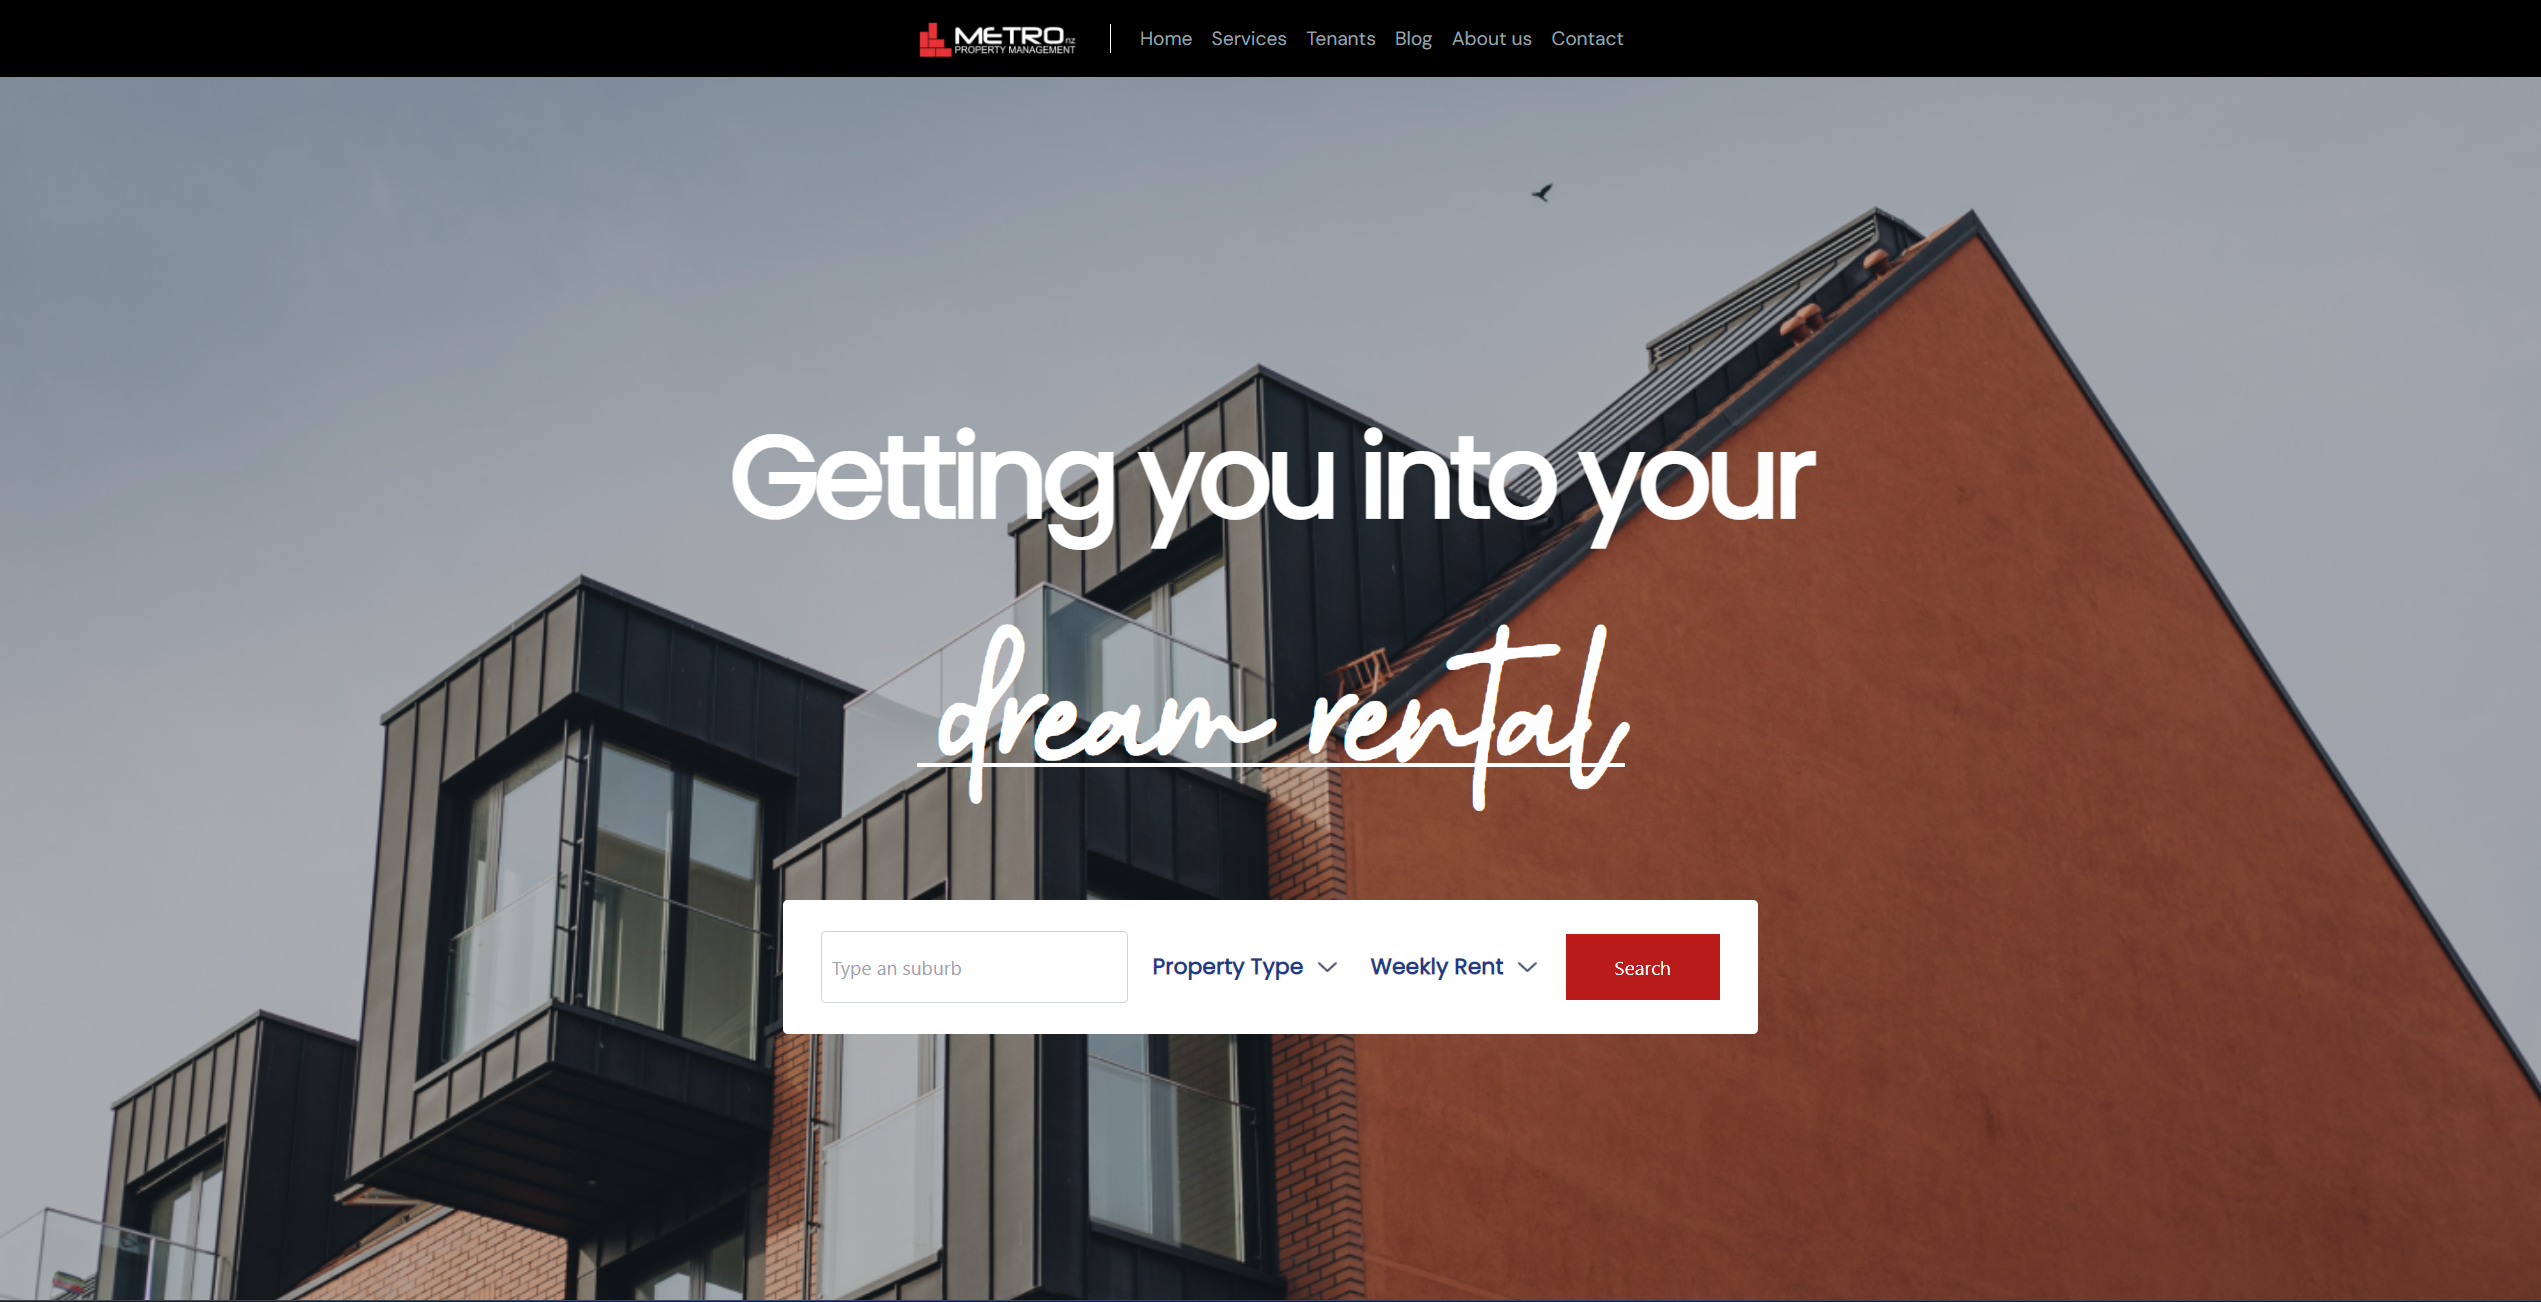 METRO nz
PROPERTY MANAGEMENT
Home Services Tenants Blog About us Contact
Getting you into your
dream rental
Type an suburb Property Type Weekly Rent Search